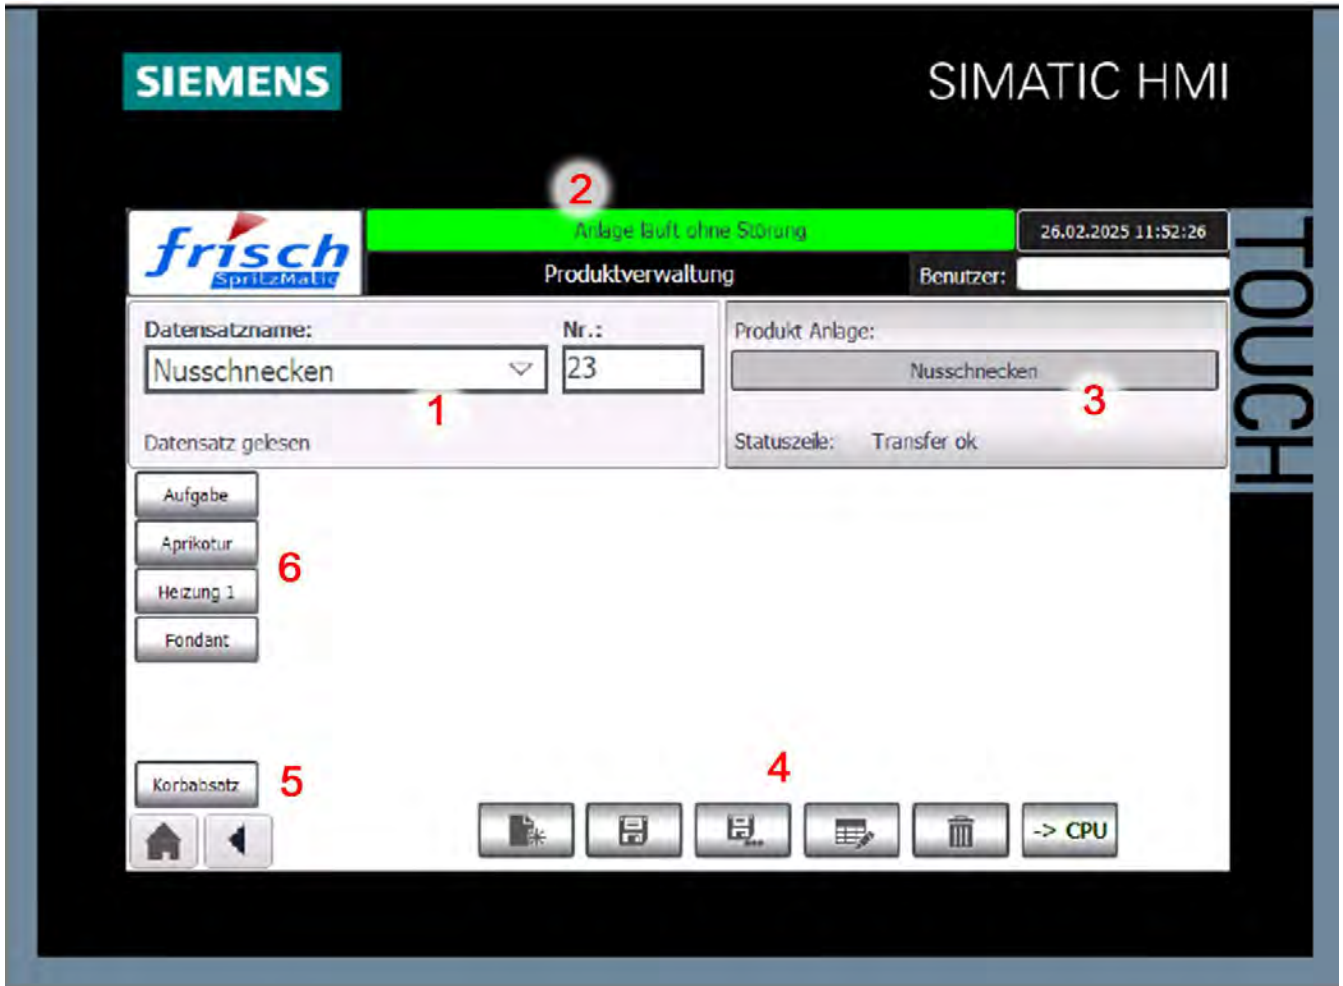 SIEMENS
SIMATIC HMI
TOUCH
2
frisch
SpritzMatic
Anlage läuft ohne Störung
26.02.2025 11:52:26
Produktverwaltung
Benutzer:
Datensatzname:
Nr.:
Nusschnecken
23
1
Datensatz gelesen
Produkt Anlage:
Nusschnecken
3
Statuszeile: Transfer ok
Aufgabe
Aprikotur
Heizung 1
Fondant
6
Korbabsatz
5
4
-> CPU